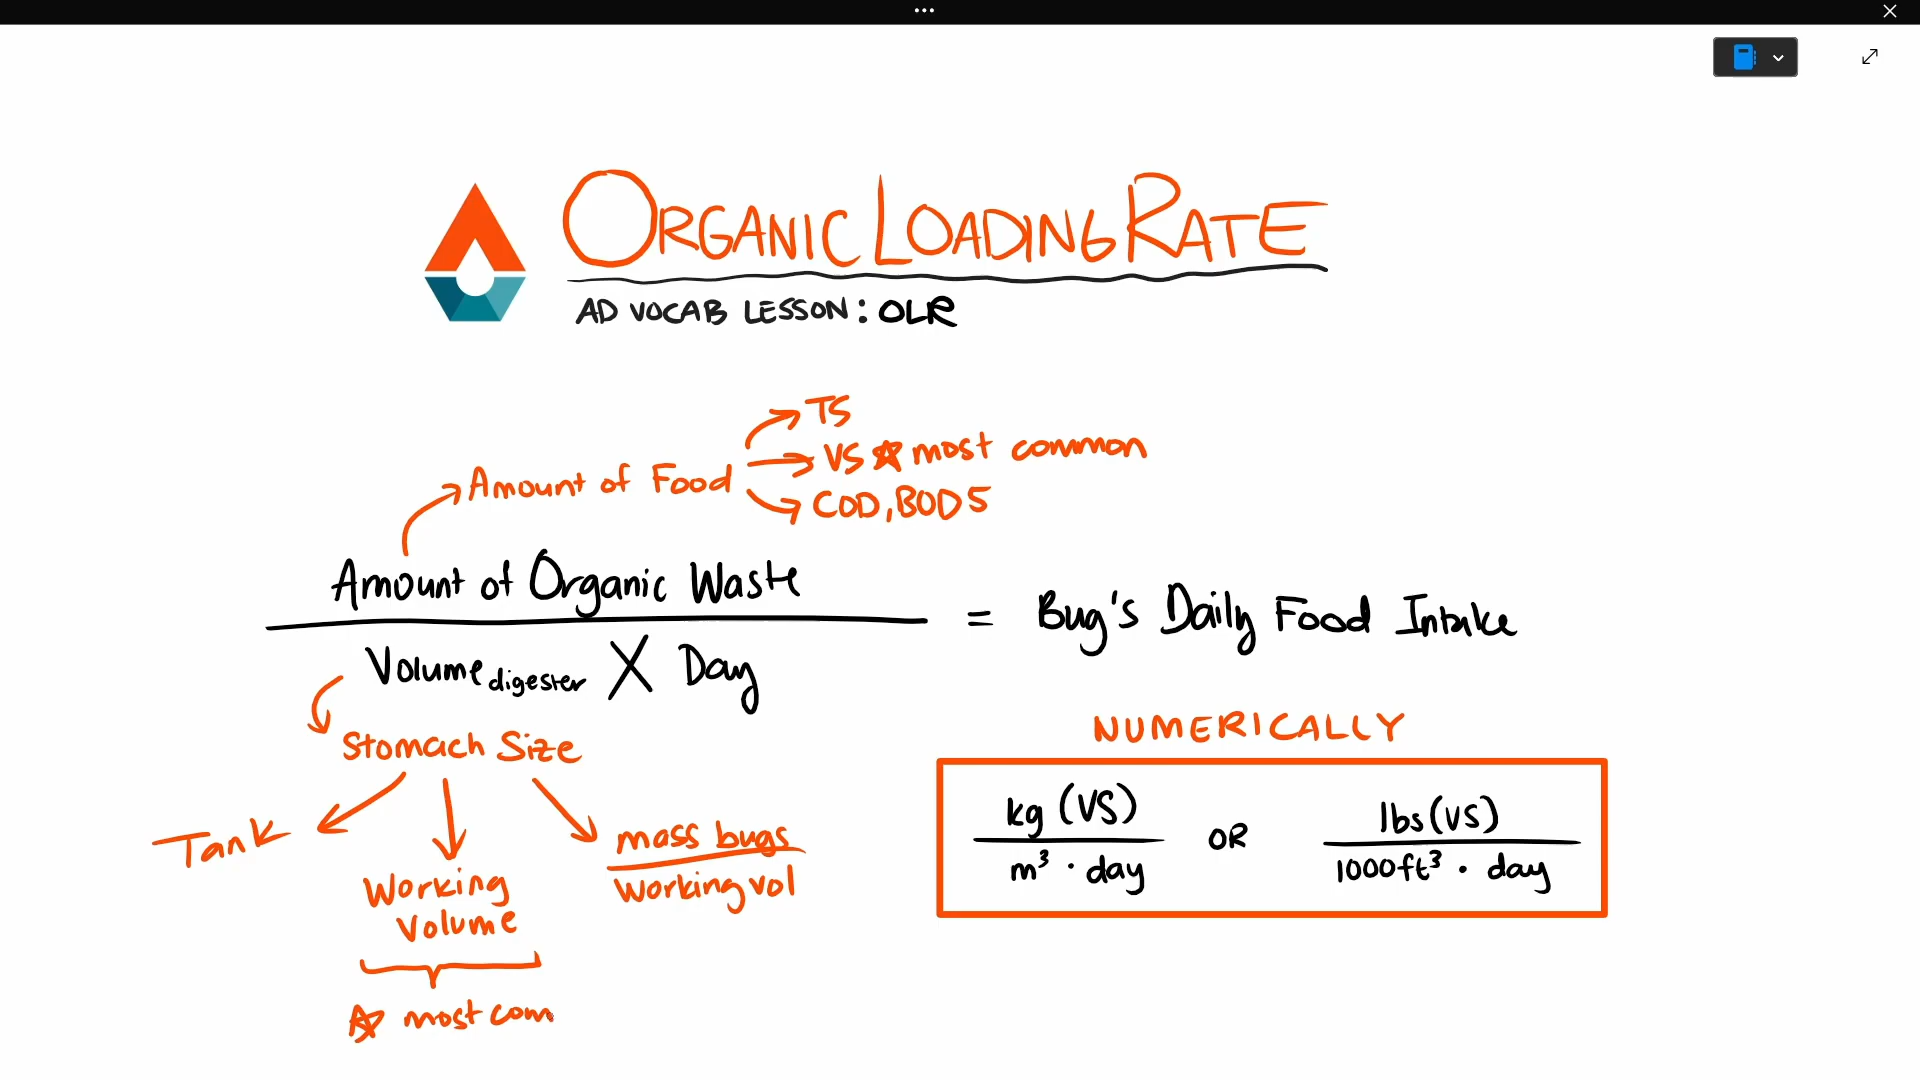 ORGANIC LOADING RATE
AD VOCAB LESSON: OLR
TS
VS ☆ most common
Amount of Food
COD, BOD5
Amount of Organic Waste
Volume digester X Day
= Bug's Daily Food Intake
Stomach Size
NUMERICALLY
Tank
Working
Volume
mass bugs
working vol
kg (VS)
m³ · day
OR
lbs (VS)
1000ft³ · day
☆ most com